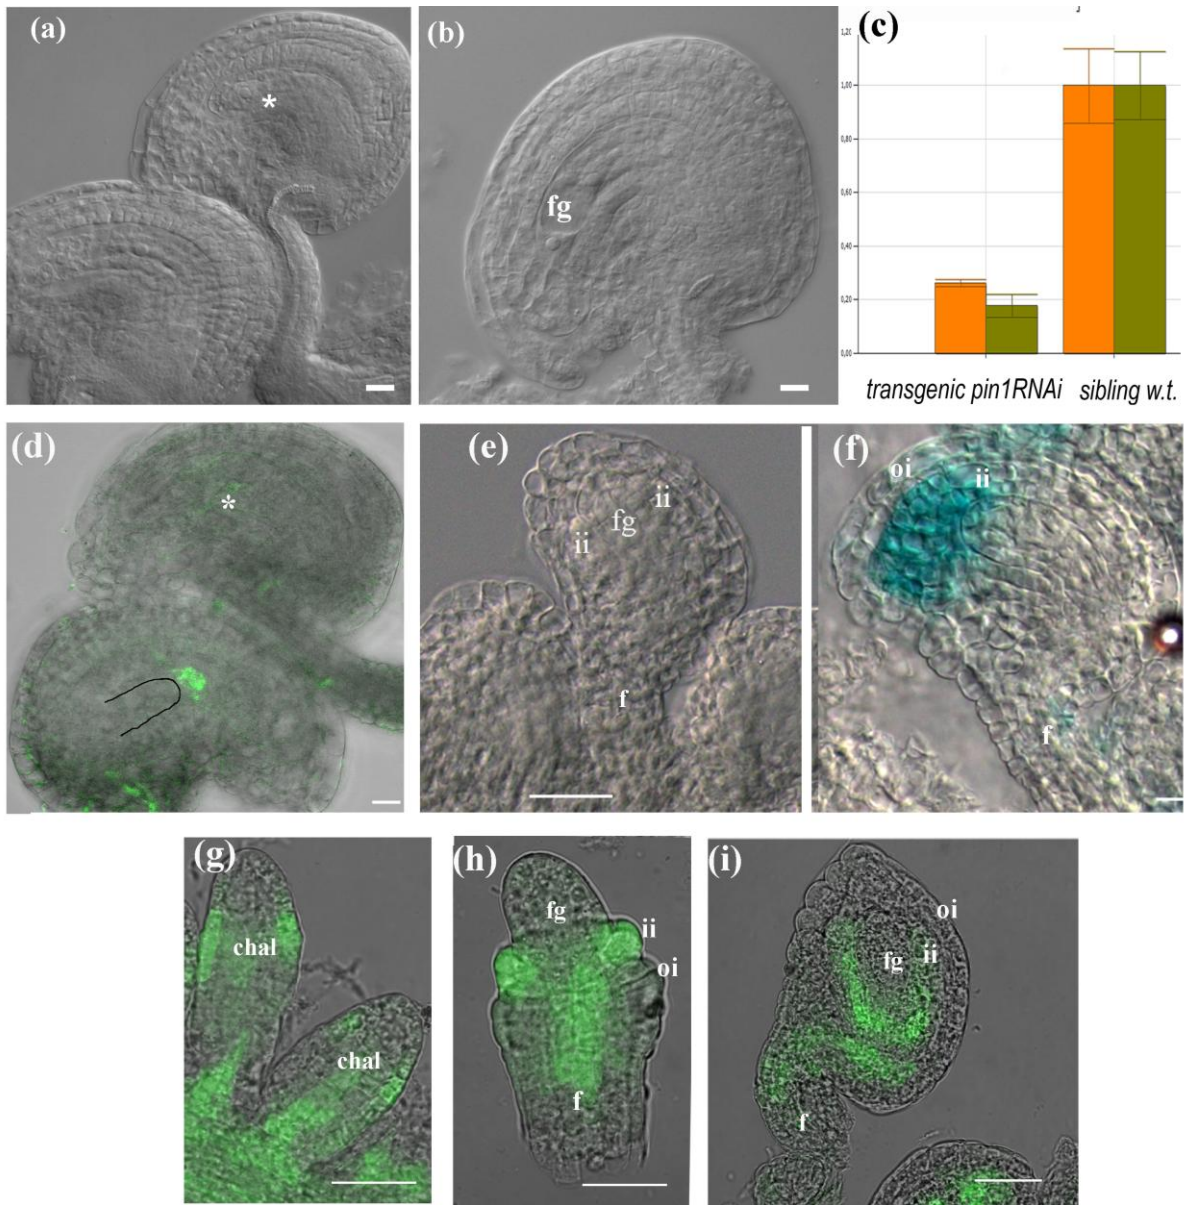 (a)
*
(b)
fg
(c)
1,20
1,00
0,80
0,60
0,40
0,20
0,00
transgenic pin1RNAi sibling w.t.
(d)
*
(e)
ii
fg
ii
f
(f)
oi
ii
f
(g)
chal
chal
(h)
fg
ii
oi
f
(i)
oi
ii
fg
f